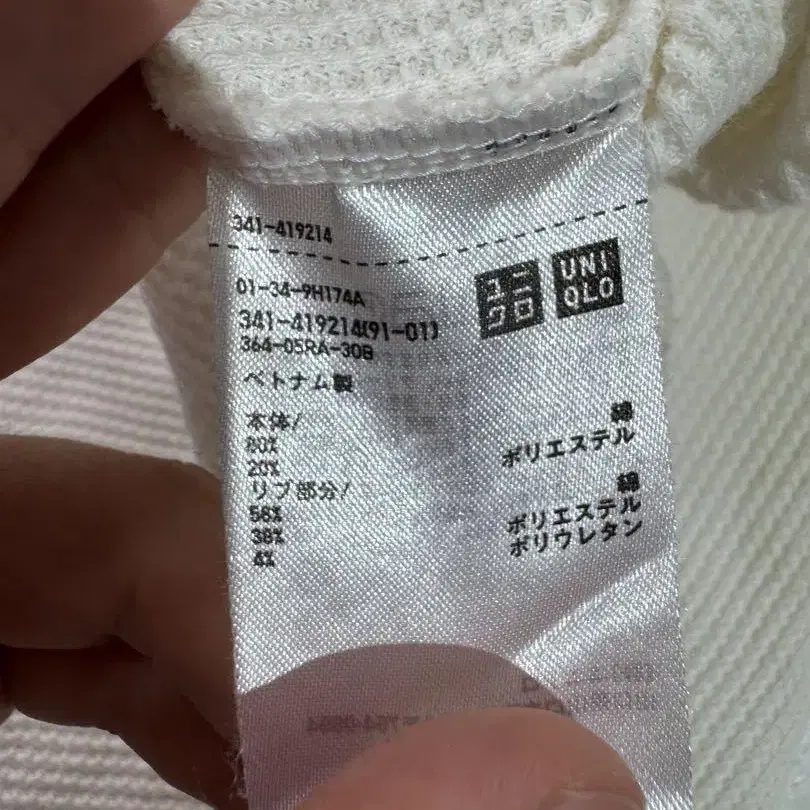 341-419214
ユニクロ
UNIQLO
01-34-9H174A
341-419214(91-01)
364-05RA-30B
ベトナム製
本体/
80% 綿
20% ポリエステル
リブ部分/
58% 綿
38% ポリエステル
4% ポリウレタン